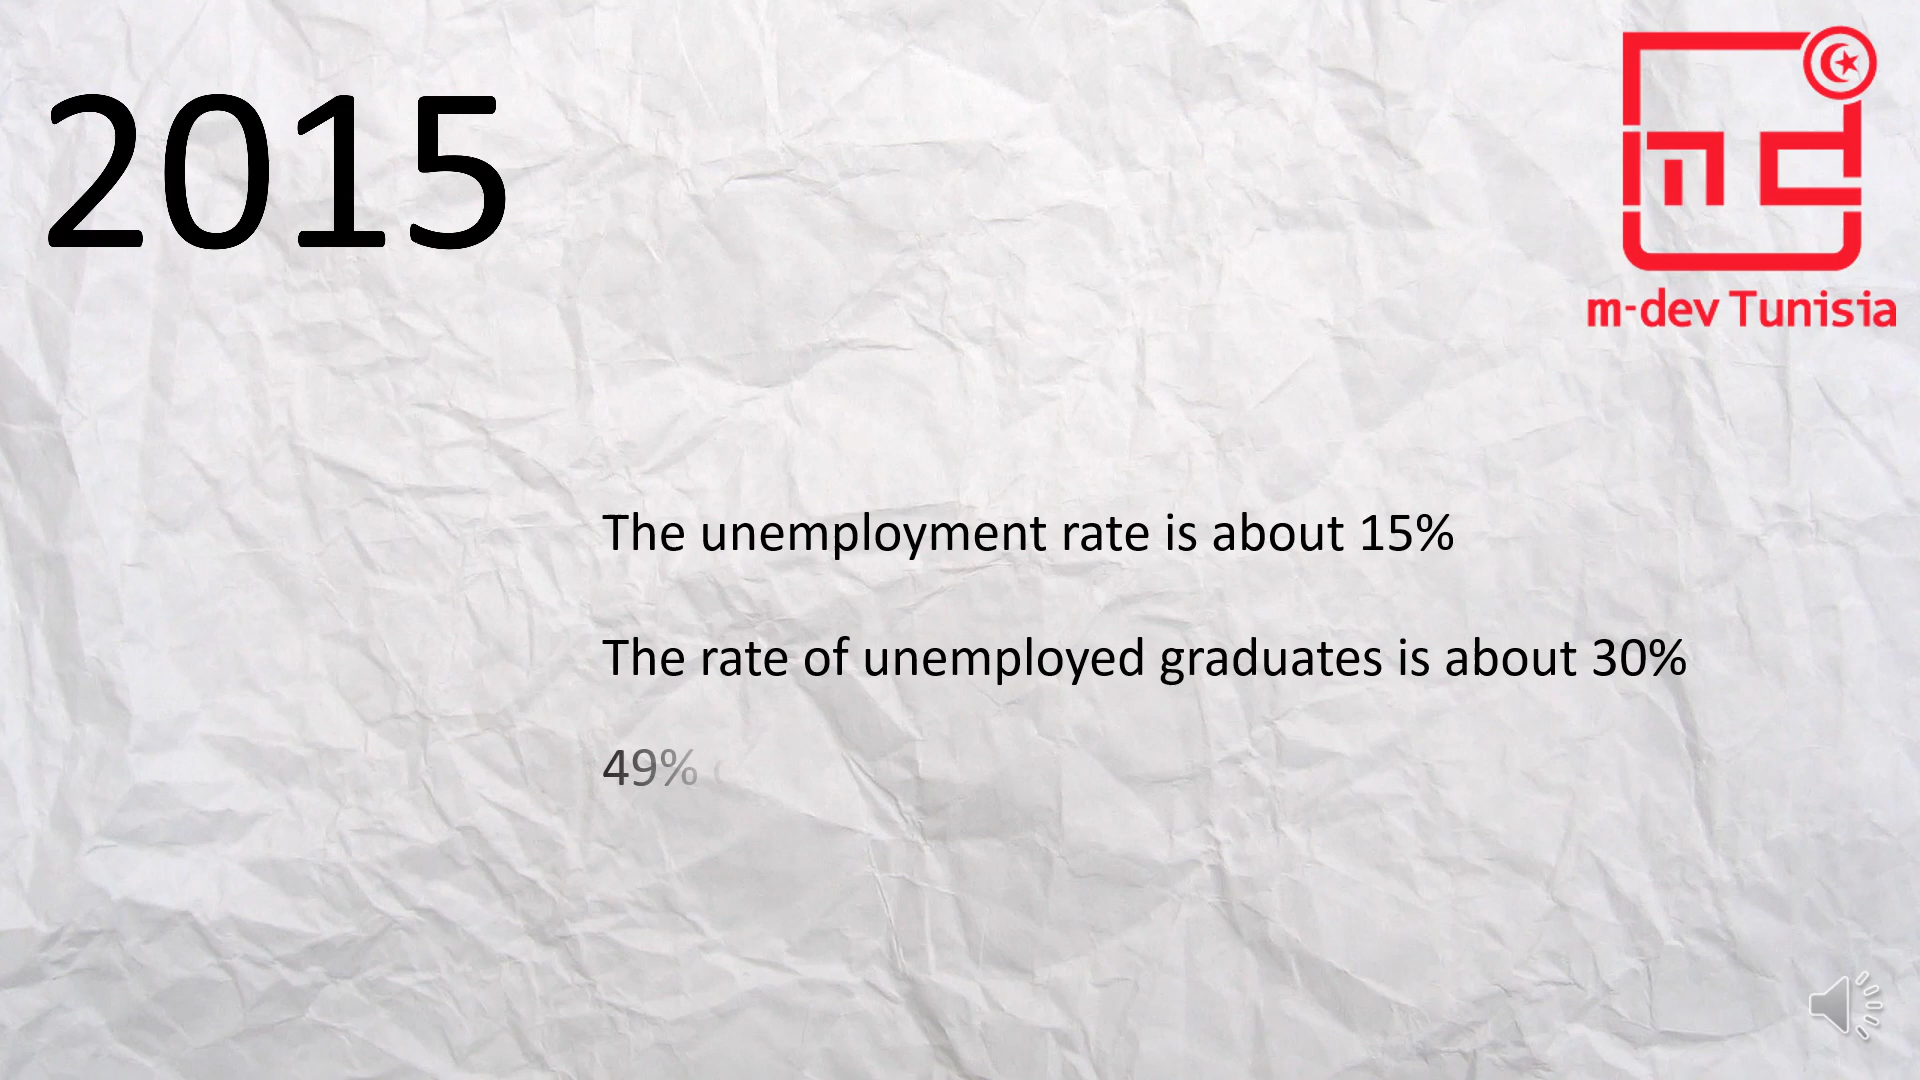 2015
m-dev Tunisia
The unemployment rate is about 15%
The rate of unemployed graduates is about 30%
49%